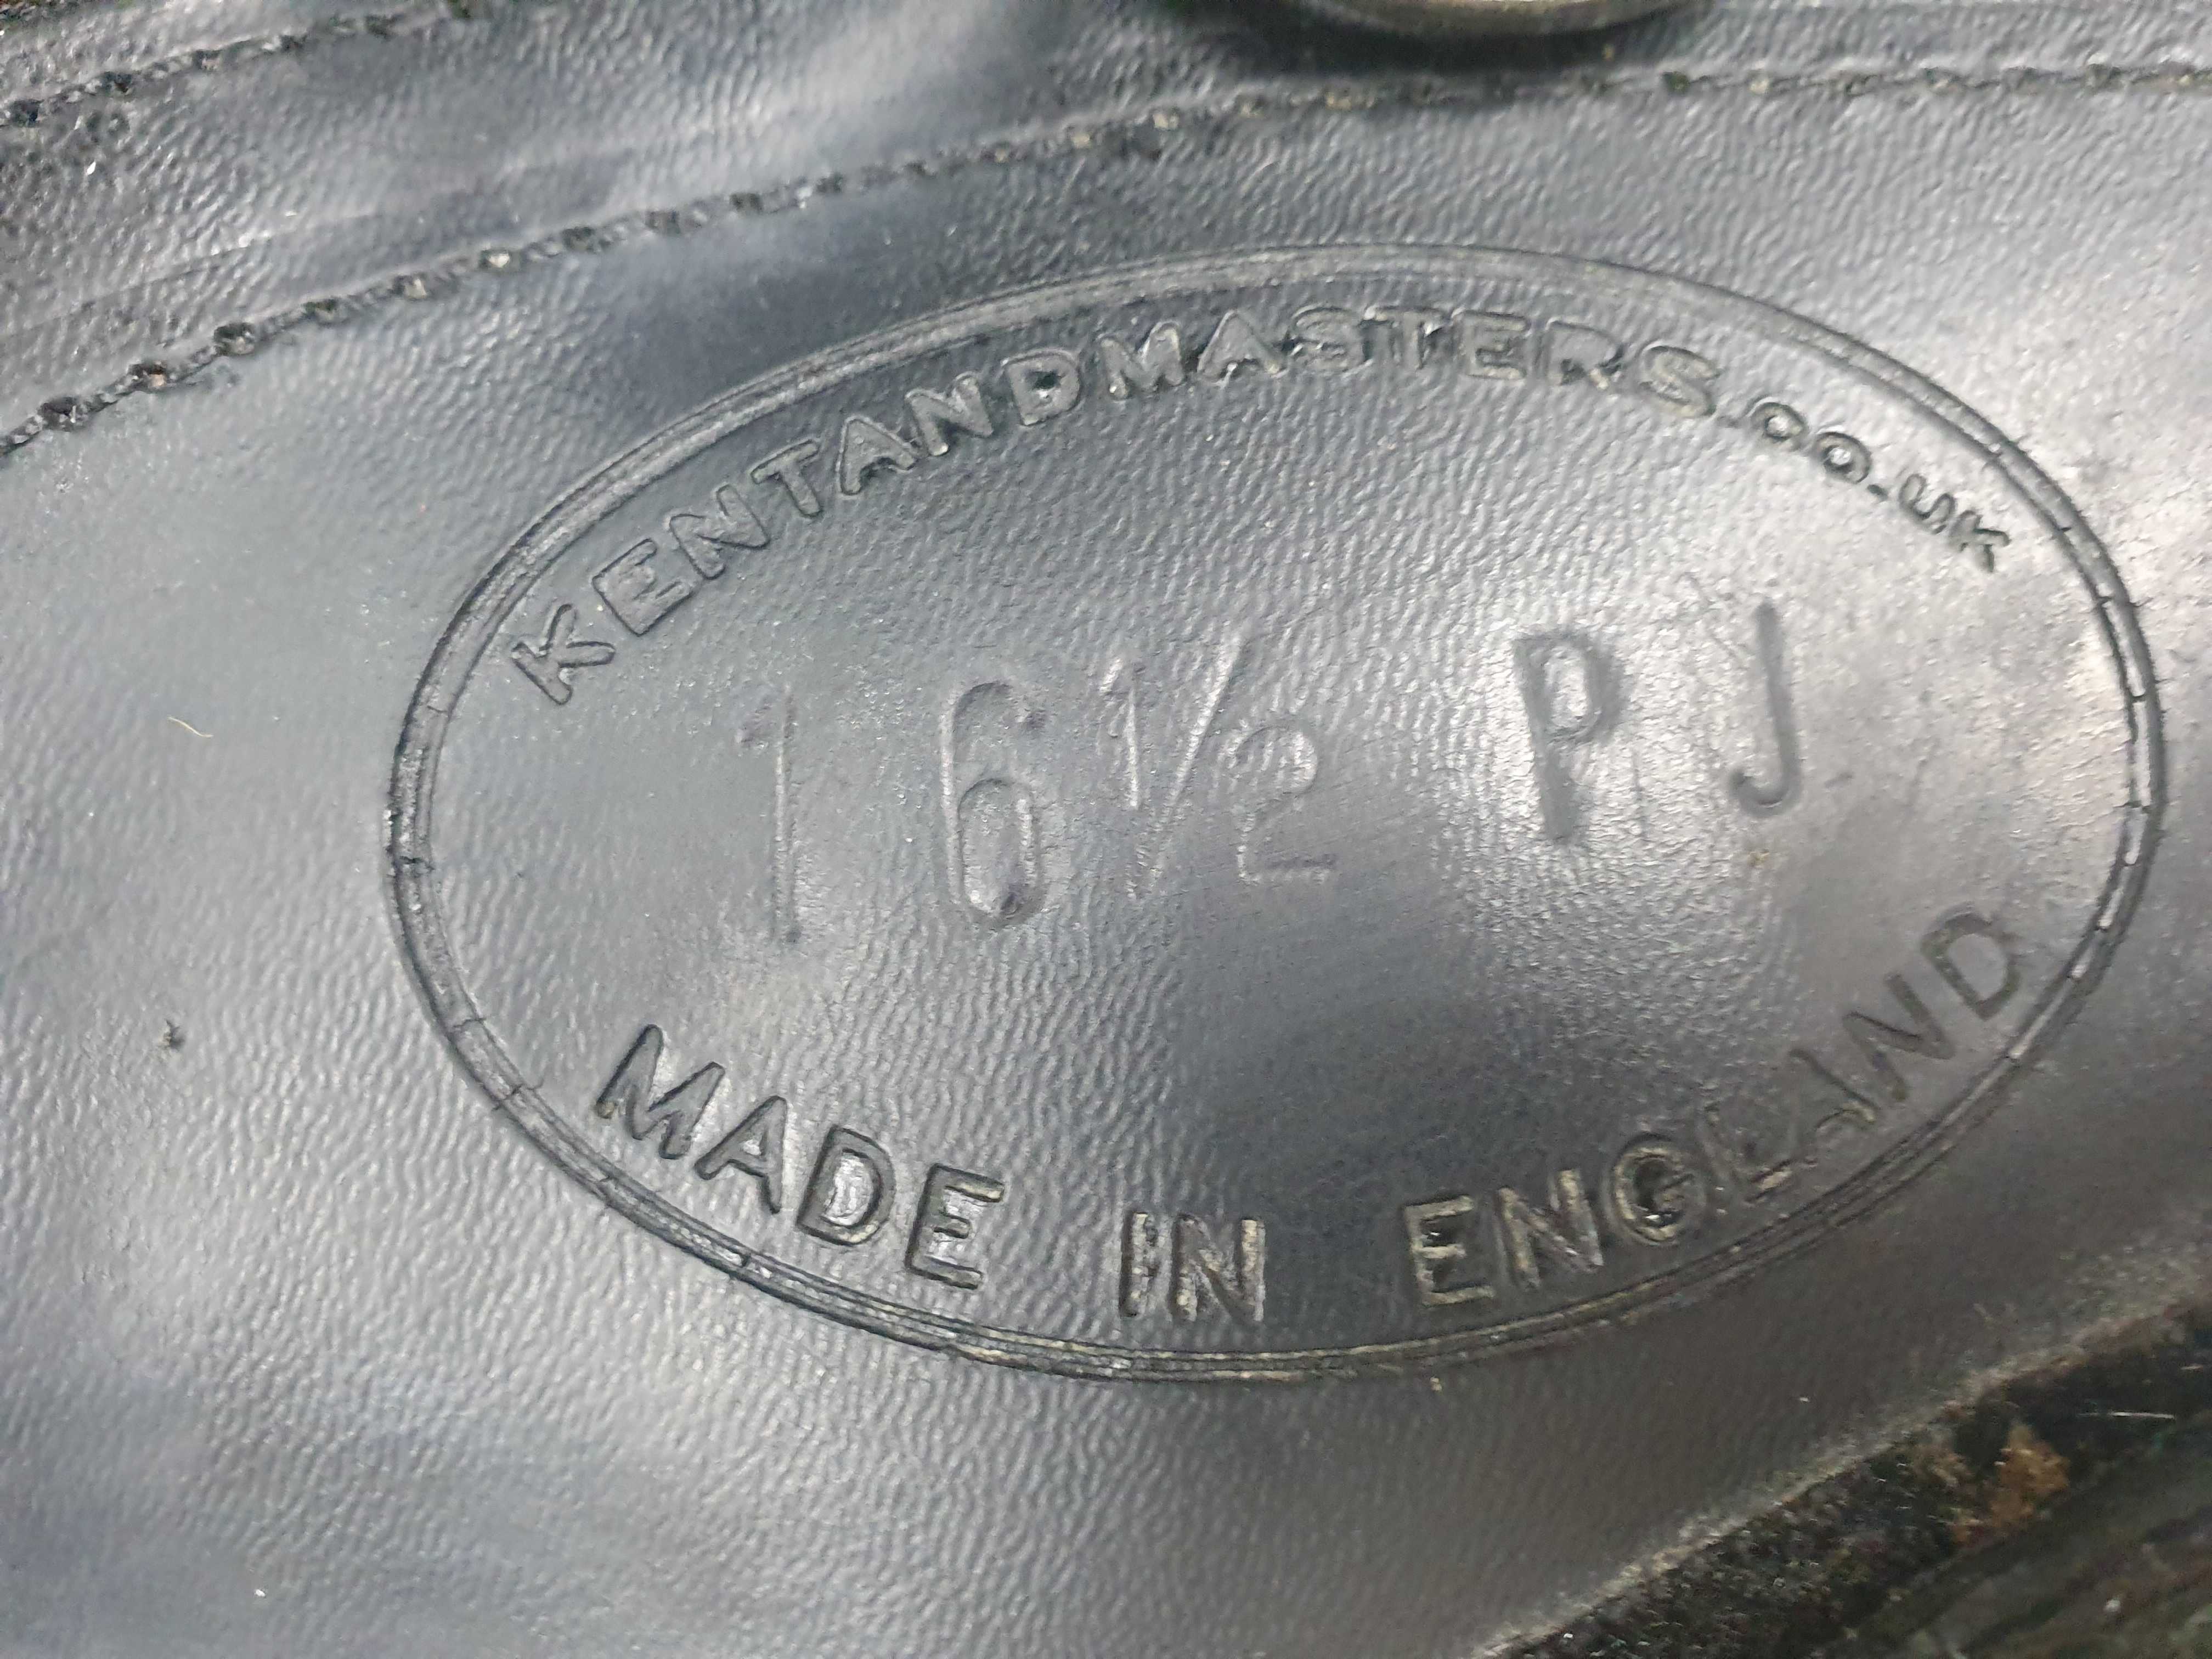 KENTANDMASTERS.co.uk
16½ PJ
MADE IN ENGLAND